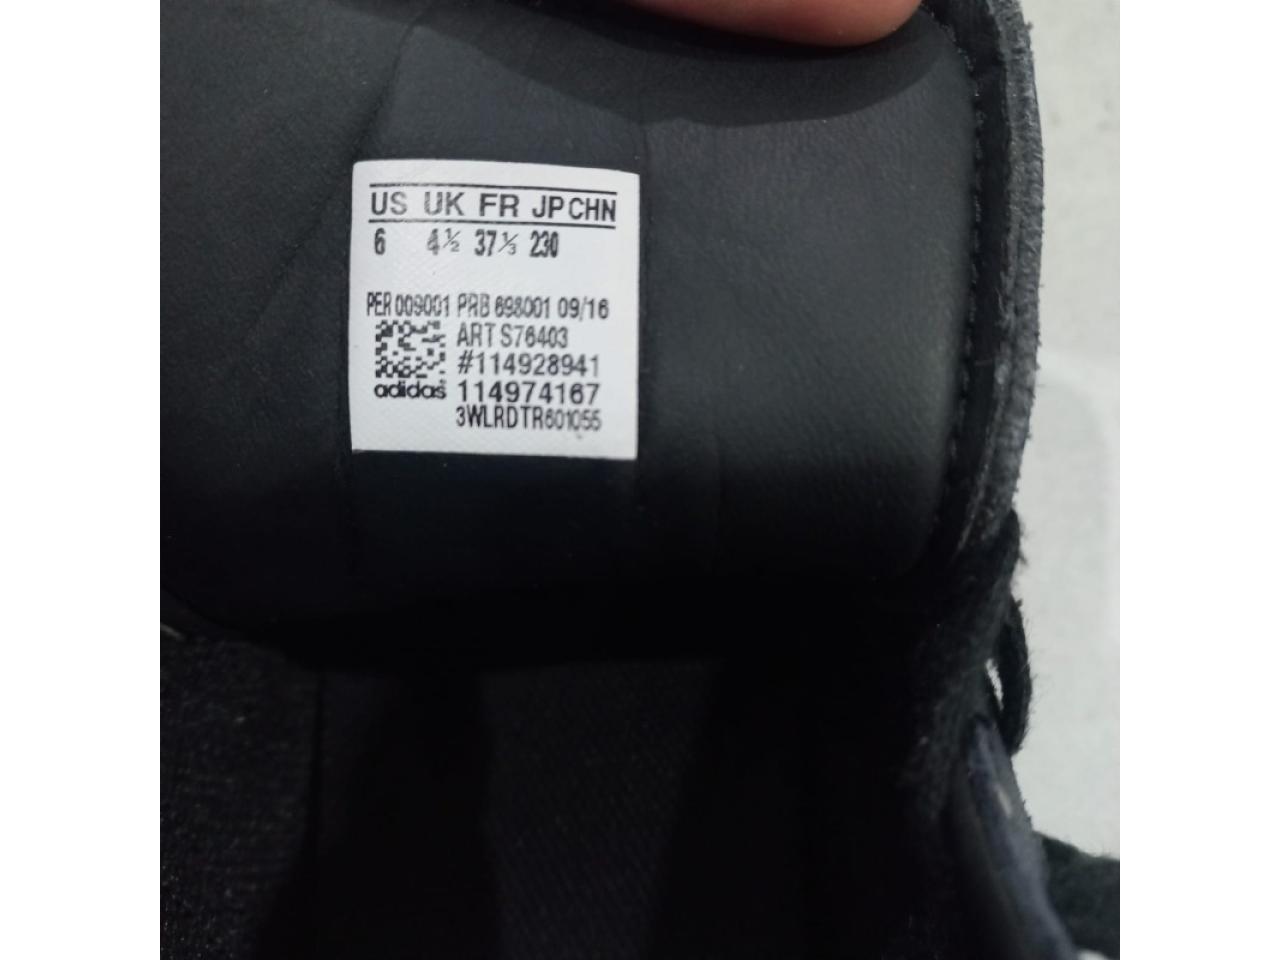 US UK FR JP CHN
6 4½ 37⅓ 230
PER 009001 PRB 698001 09/16
ART S76403
#114928941
adidas 114974167
3WLRDTR601055